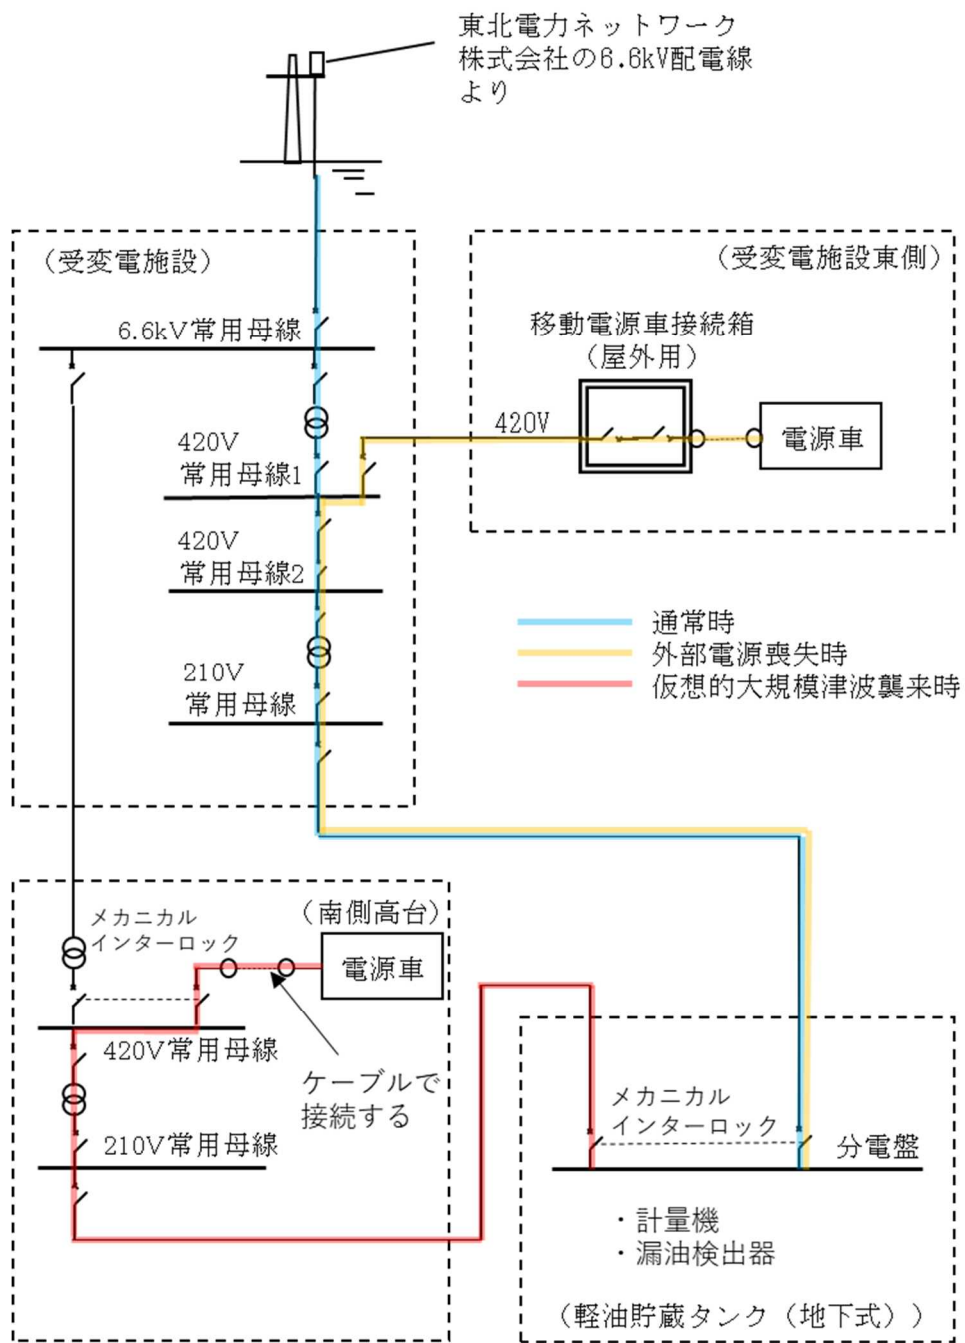 東北電力ネットワーク
株式会社の6.6kV配電線
より
（受変電施設）
（受変電施設東側）
6.6kV常用母線
移動電源車接続箱
（屋外用）
420V
電源車
420V
常用母線1
420V
常用母線2
通常時
外部電源喪失時
仮想的大規模津波襲来時
210V
常用母線
（南側高台）
メカニカル
インターロック
電源車
420V常用母線
ケーブルで
接続する
メカニカル
インターロック
210V常用母線
分電盤
・計量機
・漏油検出器
（軽油貯蔵タンク（地下式））